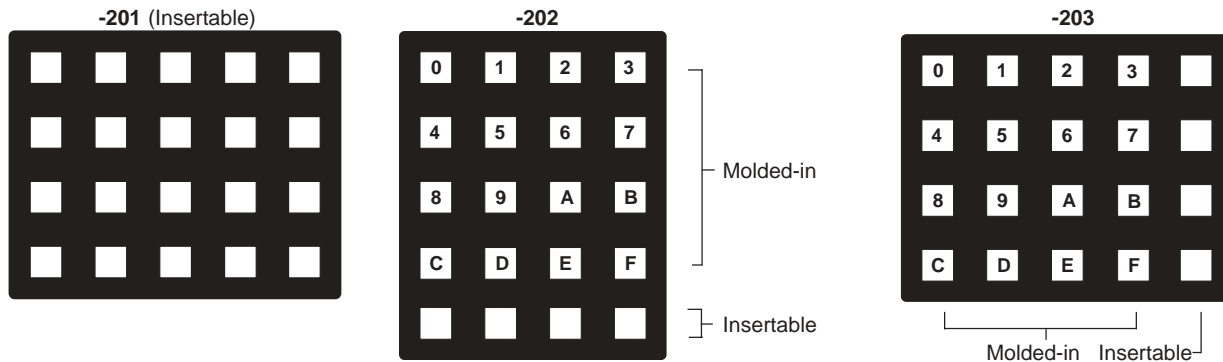 -201 (Insertable)
-202
0 1 2 3
4 5 6 7
8 9 A B
C D E F
Molded-in
Insertable
-203
0 1 2 3
4 5 6 7
8 9 A B
C D E F
Molded-in Insertable